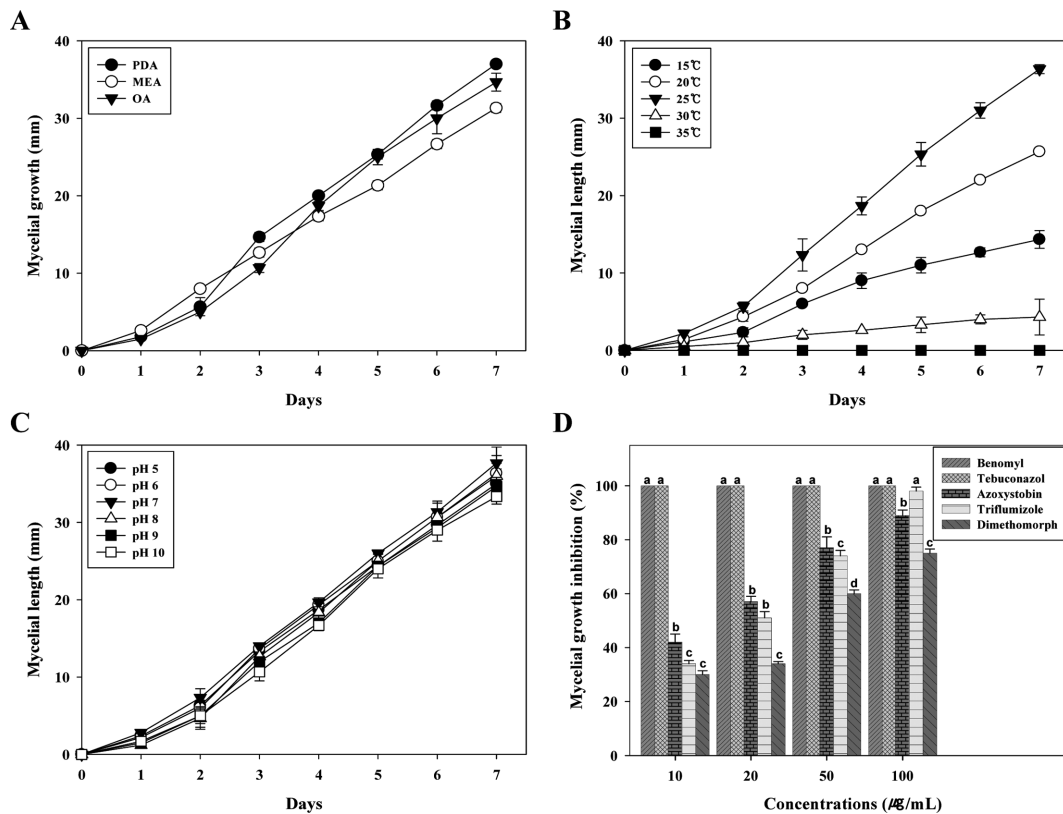 A
40
30
20
10
0
Mycelial growth (mm)
PDA
MEA
OA
0 1 2 3 4 5 6 7
Days
B
40
30
20
10
0
Mycelial length (mm)
15℃
20℃
25℃
30℃
35℃
0 1 2 3 4 5 6 7
Days
C
40
30
20
10
0
Mycelial length (mm)
pH 5
pH 6
pH 7
pH 8
pH 9
pH 10
0 1 2 3 4 5 6 7
Days
D
100
80
60
40
20
0
Mycelial growth inhibition (%)
Benomyl
Tebuconazol
Azoxystobin
Triflumizole
Dimethomorph
a a b c c
a a b b c
a a b c d
a a b a c
10 20 50 100
Concentrations (㎍/mL)